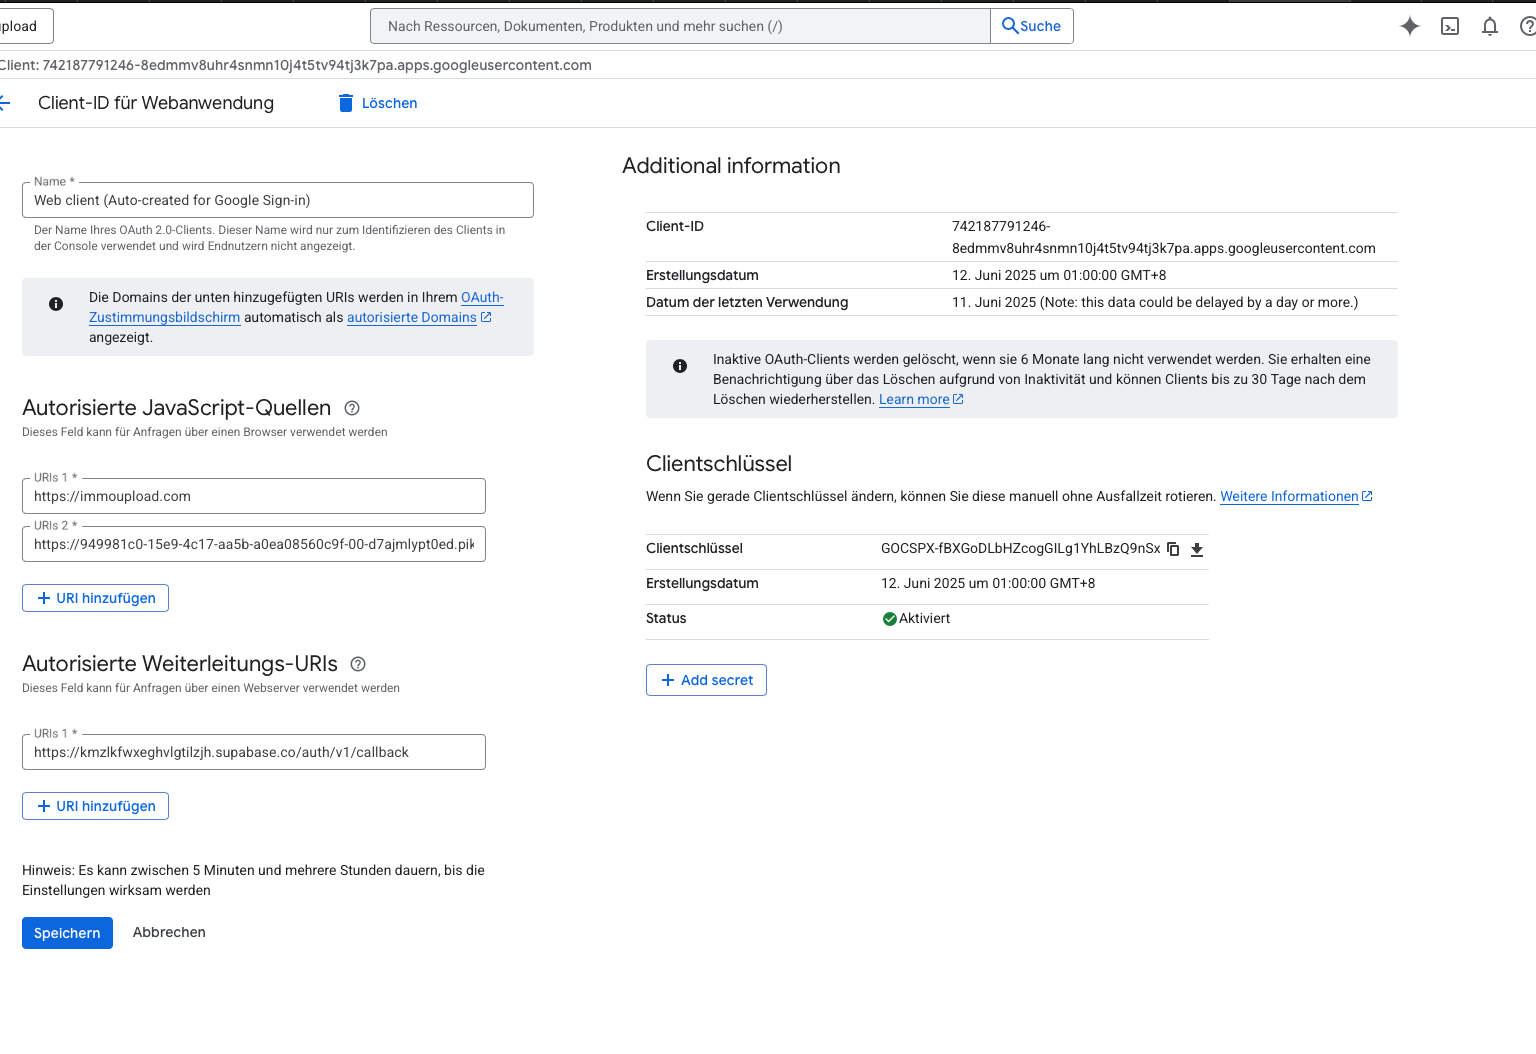 upload
Nach Ressourcen, Dokumenten, Produkten und mehr suchen (/)
Suche
Client: 742187791246-8edmmv8uhr4snmn10j4t5tv94tj3k7pa.apps.googleusercontent.com
Client-ID für Webanwendung
Löschen
Name *
Web client (Auto-created for Google Sign-in)
Der Name Ihres OAuth 2.0-Clients. Dieser Name wird nur zum Identifizieren des Clients in
der Console verwendet und wird Endnutzern nicht angezeigt.
Die Domains der unten hinzugefügten URIs werden in Ihrem OAuth-
Zustimmungsbildschirm automatisch als autorisierte Domains
angezeigt.
Autorisierte JavaScript-Quellen
Dieses Feld kann für Anfragen über einen Browser verwendet werden
URIs 1 *
https://immoupload.com
URIs 2 *
https://949981c0-15e9-4c17-aa5b-a0ea08560c9f-00-d7ajmlypt0ed.pik
URI hinzufügen
Autorisierte Weiterleitungs-URIs
Dieses Feld kann für Anfragen über einen Webserver verwendet werden
URIs 1 *
https://kmzlkfwxeghvlgtilzjh.supabase.co/auth/v1/callback
URI hinzufügen
Hinweis: Es kann zwischen 5 Minuten und mehrere Stunden dauern, bis die
Einstellungen wirksam werden
Speichern
Abbrechen
Additional information
Client-ID
742187791246-
8edmmv8uhr4snmn10j4t5tv94tj3k7pa.apps.googleusercontent.com
Erstellungsdatum
12. Juni 2025 um 01:00:00 GMT+8
Datum der letzten Verwendung
11. Juni 2025 (Note: this data could be delayed by a day or more.)
Inaktive OAuth-Clients werden gelöscht, wenn sie 6 Monate lang nicht verwendet werden. Sie erhalten eine
Benachrichtigung über das Löschen aufgrund von Inaktivität und können Clients bis zu 30 Tage nach dem
Löschen wiederherstellen. Learn more
Clientschlüssel
Wenn Sie gerade Clientschlüssel ändern, können Sie diese manuell ohne Ausfallzeit rotieren. Weitere Informationen
Clientschlüssel
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
Erstellungsdatum
12. Juni 2025 um 01:00:00 GMT+8
Status
Aktiviert
Add secret